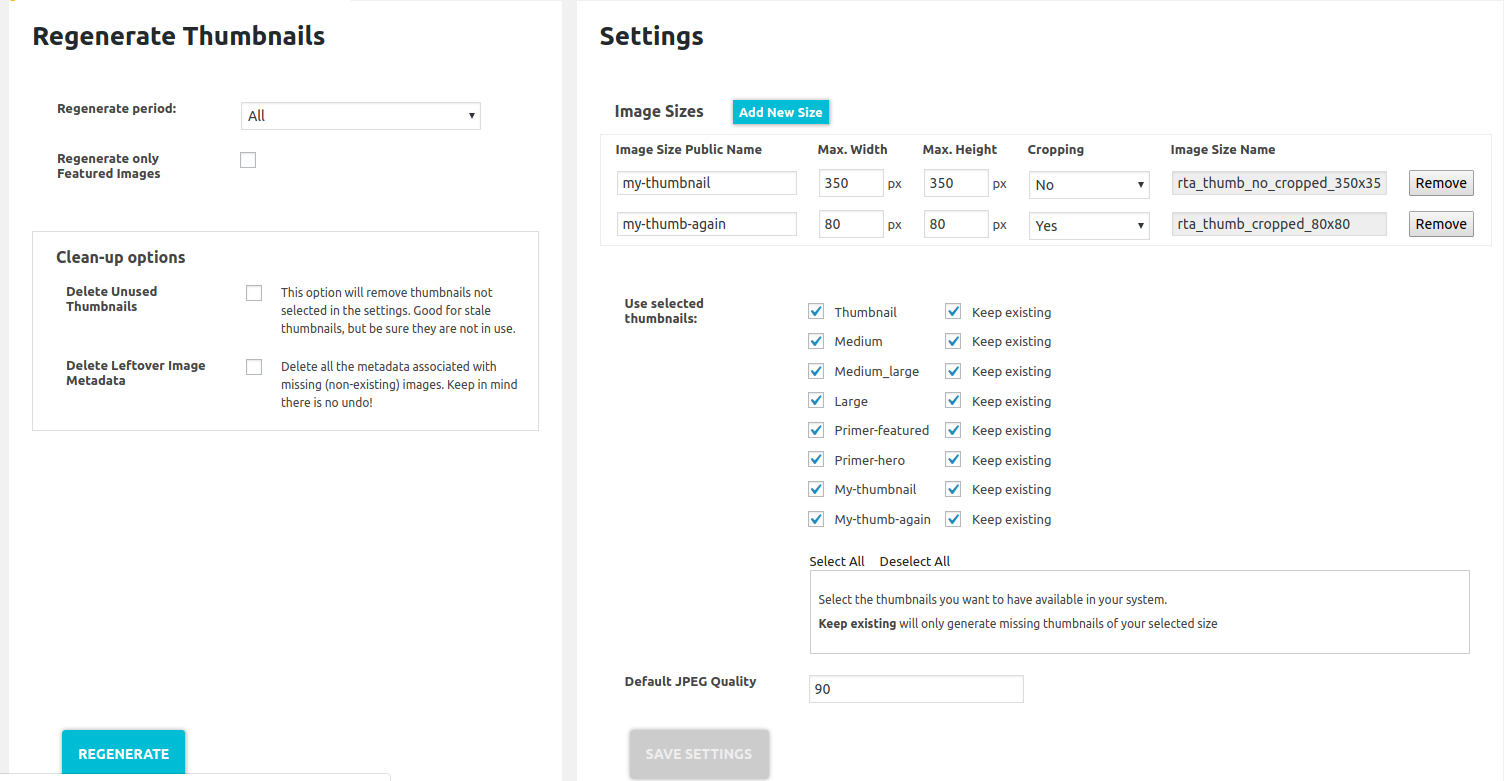 Regenerate Thumbnails
Regenerate period:
All
Regenerate only
Featured Images
Clean-up options
Delete Unused
Thumbnails
This option will remove thumbnails not
selected in the settings. Good for stale
thumbnails, but be sure they are not in use.
Delete Leftover Image
Metadata
Delete all the metadata associated with
missing (non-existing) images. Keep in mind
there is no undo!
REGENERATE
Settings
Image Sizes Add New Size
Image Size Public Name Max. Width Max. Height Cropping Image Size Name
my-thumbnail 350 px 350 px No rta_thumb_no_cropped_350x35 Remove
my-thumb-again 80 px 80 px Yes rta_thumb_cropped_80x80 Remove
Use selected
thumbnails:
Thumbnail Keep existing
Medium Keep existing
Medium_large Keep existing
Large Keep existing
Primer-featured Keep existing
Primer-hero Keep existing
My-thumbnail Keep existing
My-thumb-again Keep existing
Select All Deselect All
Select the thumbnails you want to have available in your system.
Keep existing will only generate missing thumbnails of your selected size
Default JPEG Quality 90
SAVE SETTINGS